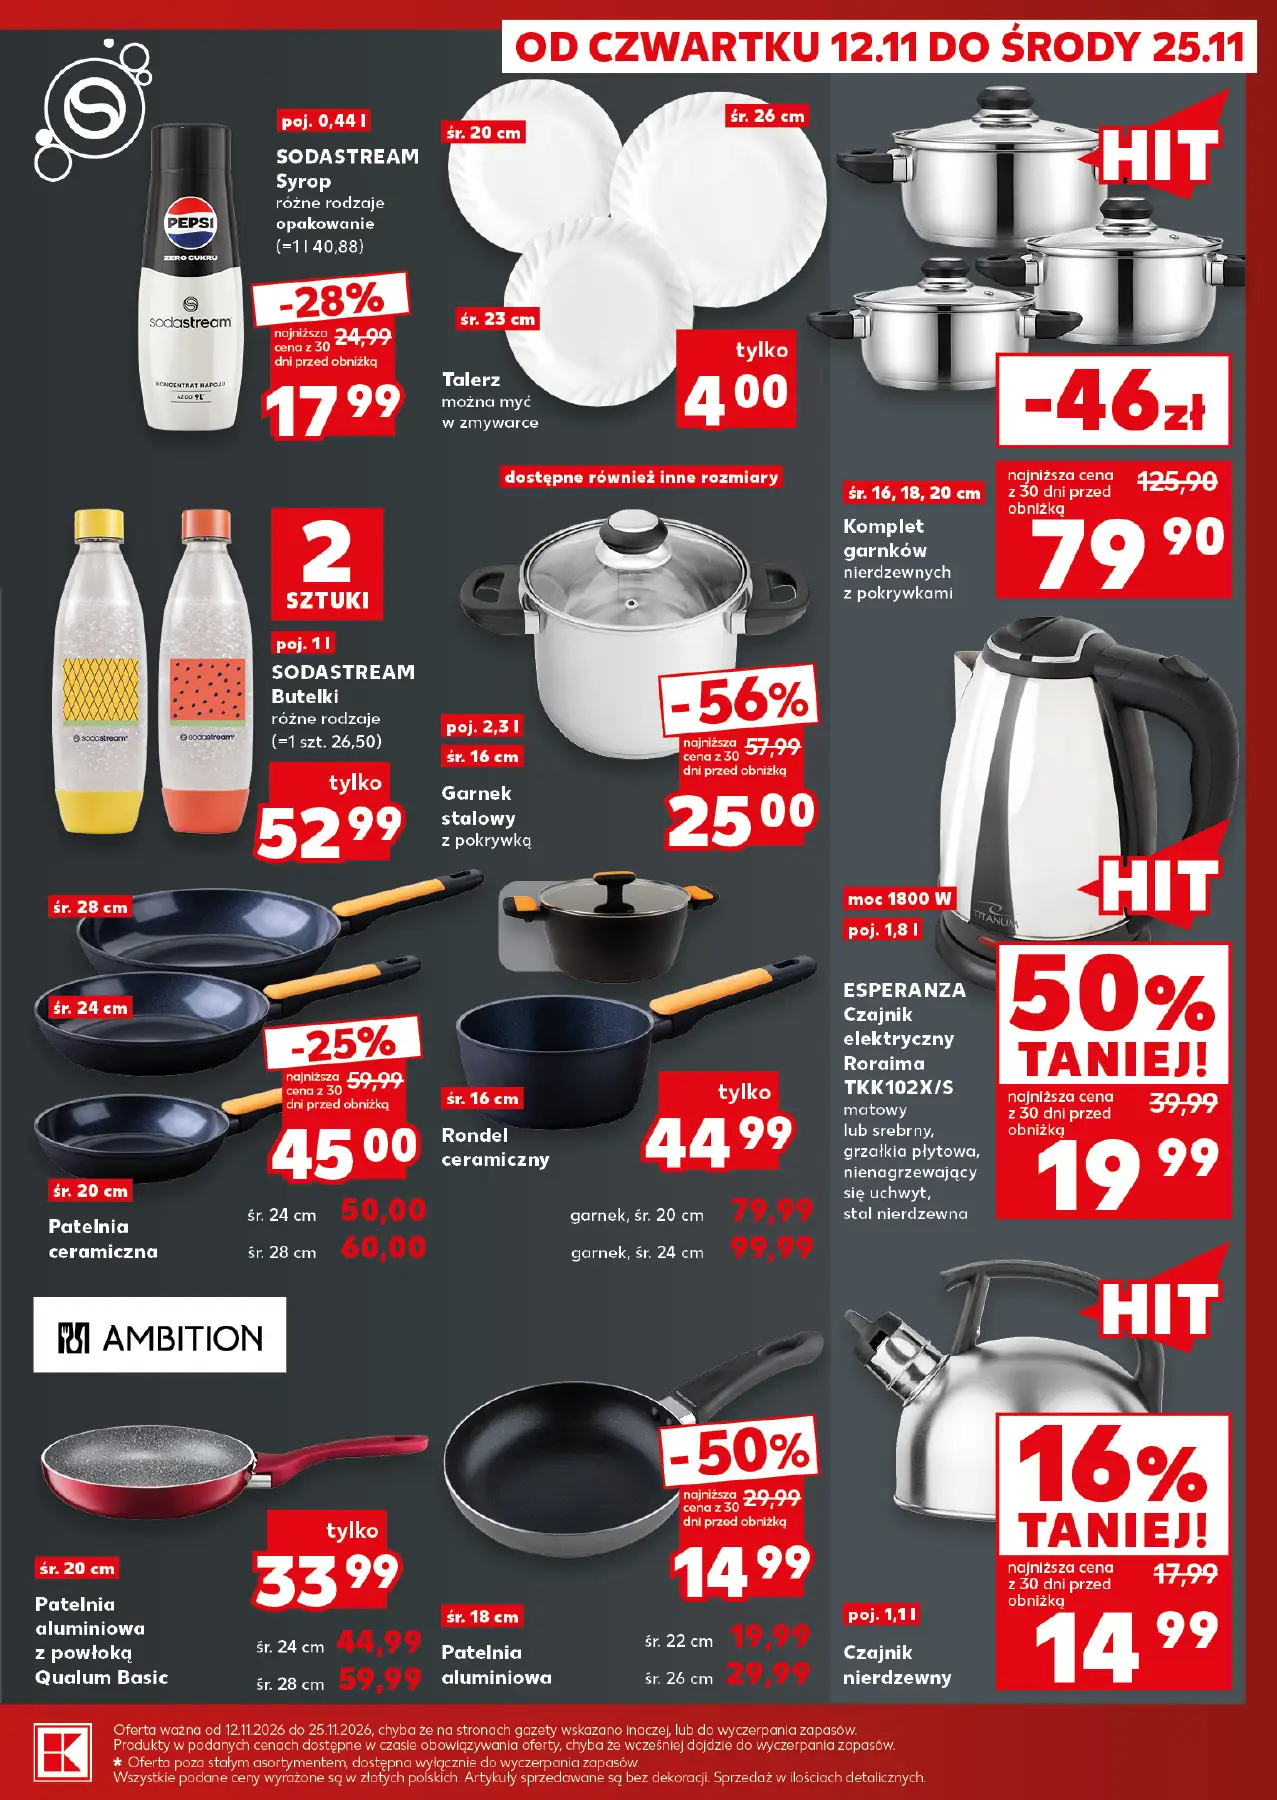 OD CZWARTKU 12.11 DO ŚRODY 25.11
poj. 0,44 l
SODASTREAM
Syrop
różne rodzaje
opakowanie
(=1 l 40,88)
PEPSI
ZERO CUKRU
sodastream
KONCENTRAT NAPOJU
AŻ DO 9L
-28%
najniższa
cena z 30
dni przed obniżką
24,99
17 99
śr. 20 cm
śr. 26 cm
śr. 23 cm
Talerz
można myć
w zmywarce
tylko
4 00
HIT
-46zł
śr. 16, 18, 20 cm
Komplet
garnków
nierdzewnych
z pokrywkami
najniższa cena
z 30 dni przed
obniżką
125,90
79 90
2
SZTUKI
poj. 1 l
SODASTREAM
Butelki
różne rodzaje
(=1 szt. 26,50)
sodastream
sodastream
tylko
52 99
dostępne również inne rozmiary
poj. 2,3 l
śr. 16 cm
Garnek
stalowy
z pokrywką
-56%
najniższa
cena z 30
dni przed obniżką
57,99
25 00
HIT
TITANUM
moc 1800 W
poj. 1,8 l
ESPERANZA
Czajnik
elektryczny
Roraima
TKK102X/S
matowy
lub srebrny,
grzałkia płytowa,
nienagrzewający
się uchwyt,
stal nierdzewna
50%
TANIEJ!
najniższa cena
z 30 dni przed
obniżką
39,99
19 99
śr. 28 cm
śr. 24 cm
śr. 20 cm
Patelnia
ceramiczna
-25%
najniższa
cena z 30
dni przed obniżką
59,99
45 00
śr. 24 cm 50,00
śr. 28 cm 60,00
śr. 16 cm
Rondel
ceramiczny
tylko
44 99
garnek, śr. 20 cm 79,99
garnek, śr. 24 cm 99,99
AMBITION
śr. 20 cm
Patelnia
aluminiowa
z powłoką
Qualum Basic
tylko
33 99
śr. 24 cm 44,99
śr. 28 cm 59,99
śr. 18 cm
Patelnia
aluminiowa
-50%
najniższa
cena z 30
dni przed obniżką
29,99
14 99
śr. 22 cm 19,99
śr. 26 cm 29,99
HIT
poj. 1,1 l
Czajnik
nierdzewny
16%
TANIEJ!
najniższa cena
z 30 dni przed
obniżką
17,99
14 99
Oferta ważna od 12.11.2026 do 25.11.2026, chyba że na stronach gazety wskazano inaczej, lub do wyczerpania zapasów.
Produkty w podanych cenach dostępne w czasie obowiązywania oferty, chyba że wcześniej dojdzie do wyczerpania zapasów.
* Oferta poza stałym asortymentem, dostępna wyłącznie do wyczerpania zapasów.
Wszystkie podane ceny wyrażone są w złotych polskich. Artykuły sprzedawane są bez dekoracji. Sprzedaż w ilościach detalicznych.